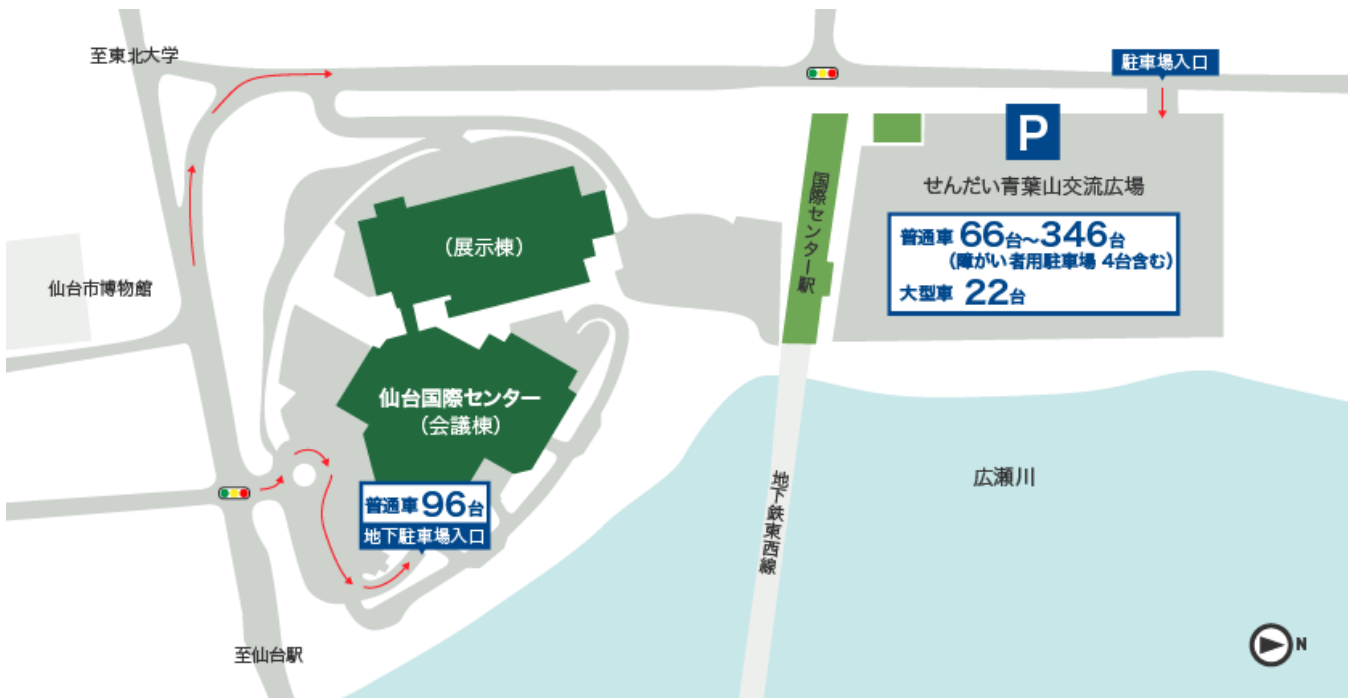 至東北大学
駐車場入口
P
せんだい青葉山交流広場
普通車 66台～346台
(障がい者用駐車場 4台含む)
大型車 22台
国際センター駅
(展示棟)
仙台市博物館
仙台国際センター
(会議棟)
普通車 96台
地下駐車場入口
地下鉄東西線
広瀬川
至仙台駅
N